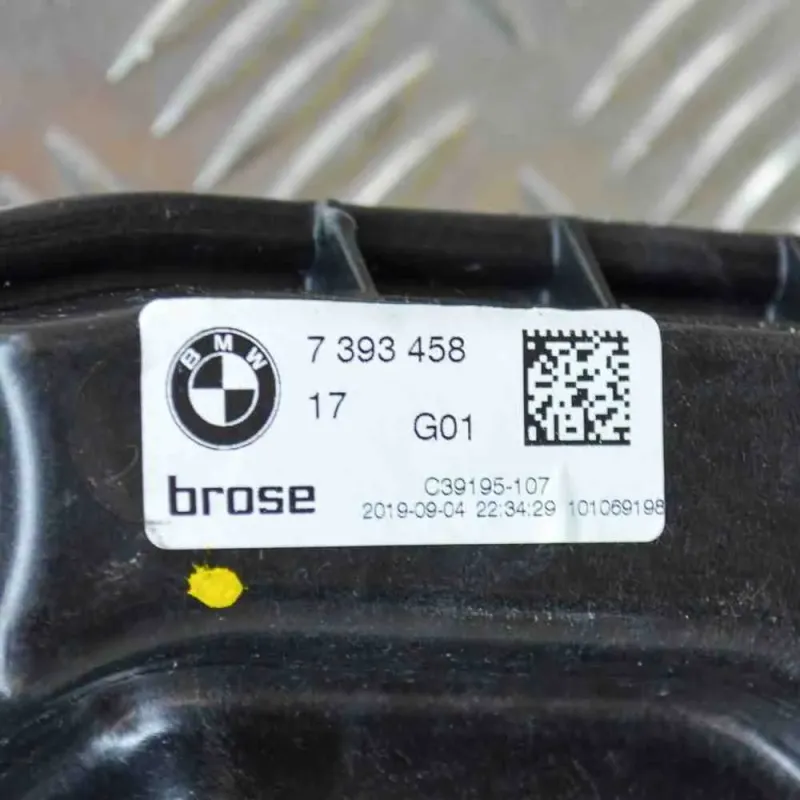 BMW
7 393 458
17
G01
brose
C39195-107
2019-09-04 22:34:29 101069198